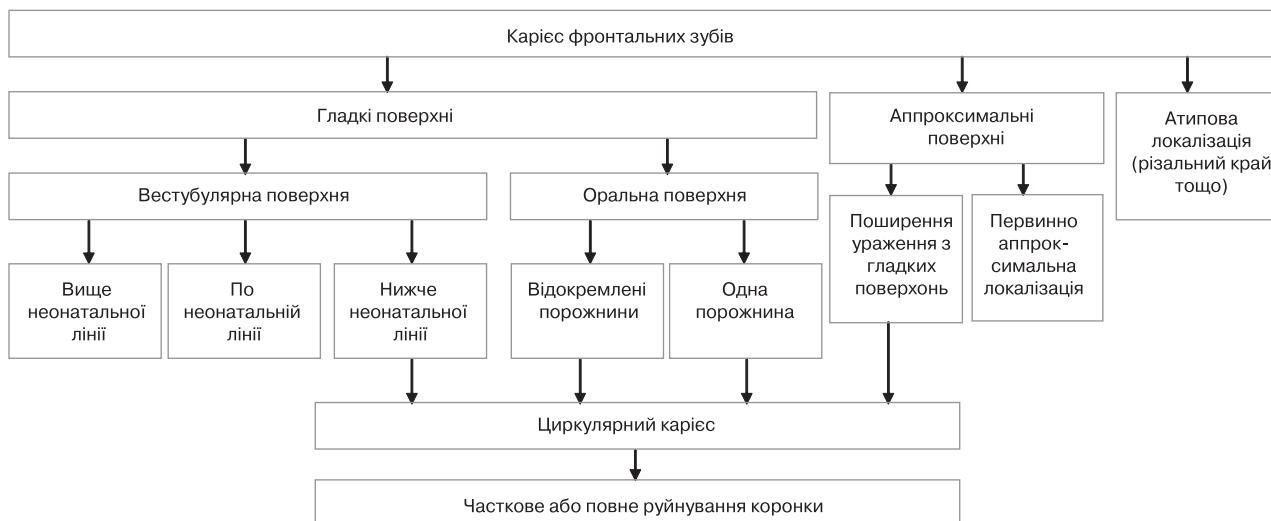 Карієс фронтальних зубів
Гладкі поверхні
Аппроксимальні
поверхні
Атипова
локалізація
(різальний край
тощо)
Вестубулярна поверхня
Оральна поверхня
Поширення
ураження з
гладких
поверхонь
Первинно
аппрок-
симальна
локалізація
Вище
неонатальної
лінії
По
неонатальній
лінії
Нижче
неонатальної
лінії
Відокремлені
порожнини
Одна
порожнина
Циркулярний карієс
Часткове або повне руйнування коронки